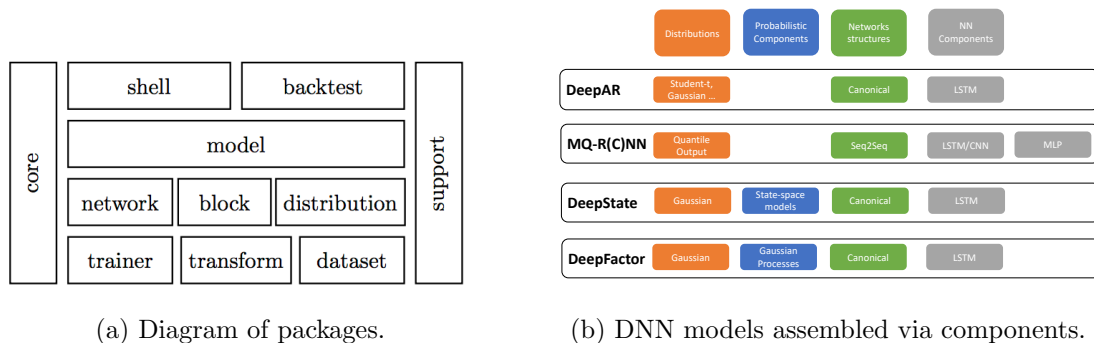 core
shell
backtest
model
network
block
distribution
trainer
transform
dataset
support
(a) Diagram of packages.
Distributions
Probabilistic
Components
Networks
structures
NN
Components
DeepAR
Student-t,
Gaussian ...
Canonical
LSTM
MQ-R(C)NN
Quantile
Output
Seq2Seq
LSTM/CNN
MLP
DeepState
Gaussian
State-space
models
Canonical
LSTM
DeepFactor
Gaussian
Gaussian
Processes
Canonical
LSTM
(b) DNN models assembled via components.